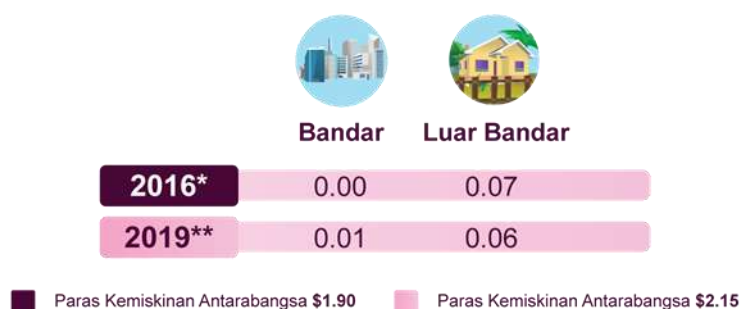 Bandar Luar Bandar
2016* 0.00 0.07
2019** 0.01 0.06
Paras Kemiskinan Antarabangsa $1.90 Paras Kemiskinan Antarabangsa $2.15